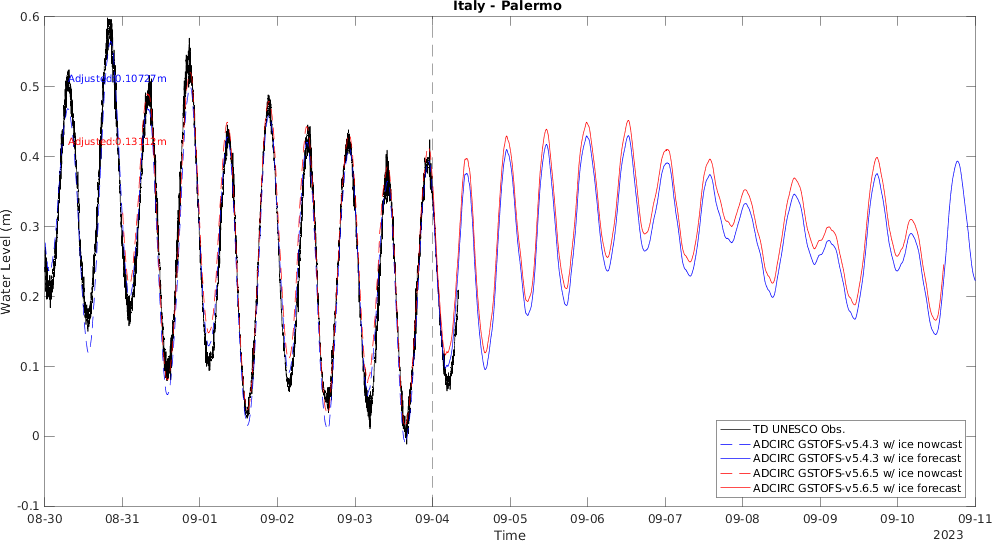 Italy - Palermo
0.6
0.5
0.4
0.3
0.2
0.1
0
-0.1
Water Level (m)
Adjusted:0.10727m
Adjusted:0.13112m
TD UNESCO Obs.
ADCIRC GSTOFS-v5.4.3 w/ ice nowcast
ADCIRC GSTOFS-v5.4.3 w/ ice forecast
ADCIRC GSTOFS-v5.6.5 w/ ice nowcast
ADCIRC GSTOFS-v5.6.5 w/ ice forecast
08-30 08-31 09-01 09-02 09-03 09-04 09-05 09-06 09-07 09-08 09-09 09-10 09-11
Time
2023